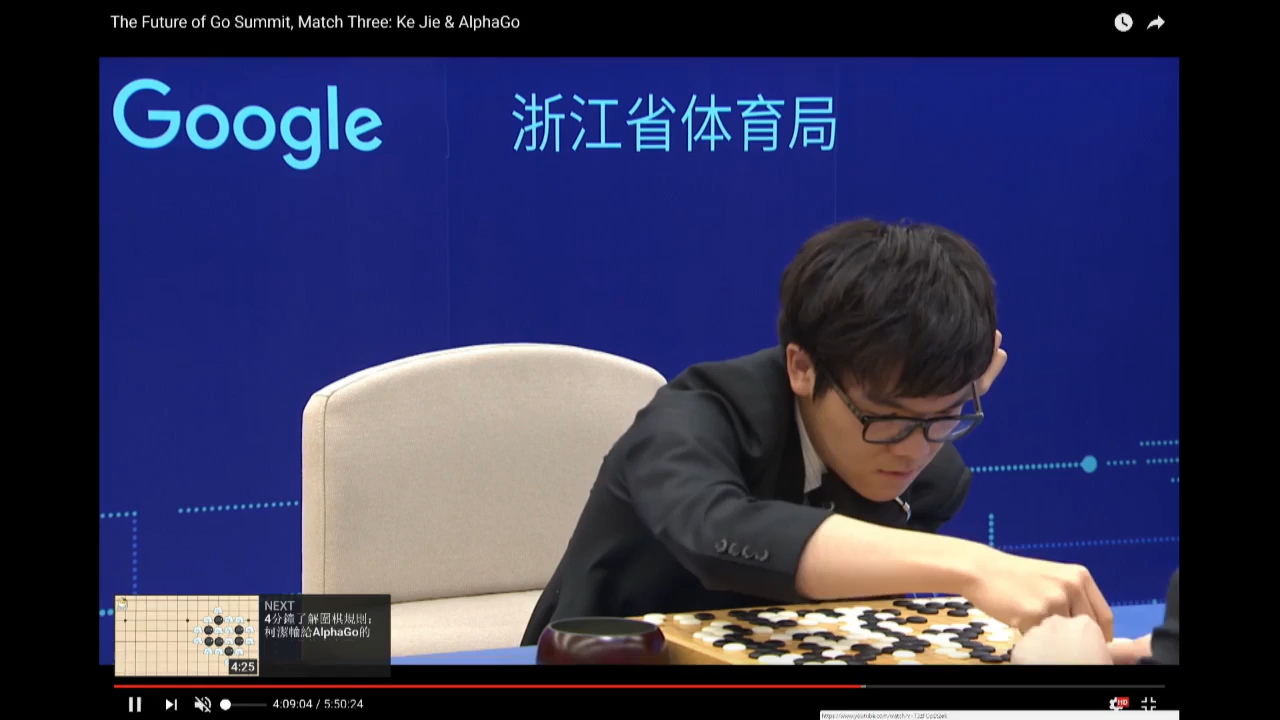 The Future of Go Summit, Match Three: Ke Jie & AlphaGo
Google
浙江省体育局
NEXT
4分鐘了解圍棋規則;
柯潔輸給AlphaGo的
4:25
4:09:04 / 5:50:24
HD